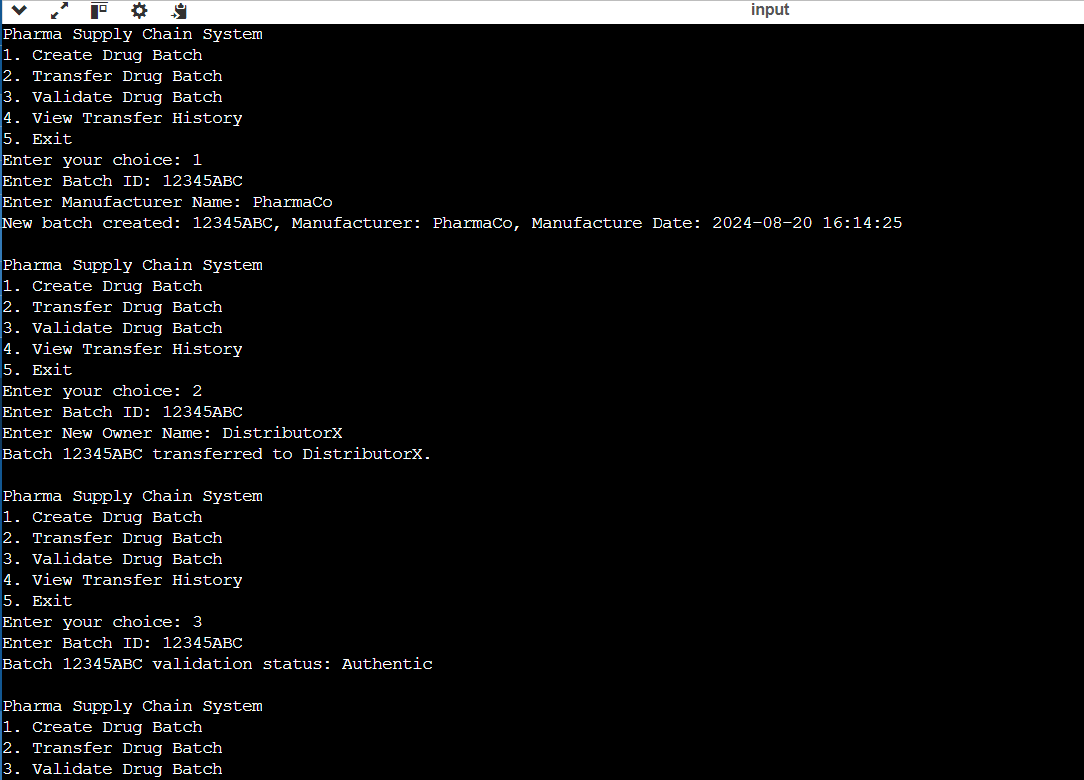 input
Pharma Supply Chain System
1. Create Drug Batch
2. Transfer Drug Batch
3. Validate Drug Batch
4. View Transfer History
5. Exit
Enter your choice: 1
Enter Batch ID: 12345ABC
Enter Manufacturer Name: PharmaCo
New batch created: 12345ABC, Manufacturer: PharmaCo, Manufacture Date: 2024-08-20 16:14:25
Pharma Supply Chain System
1. Create Drug Batch
2. Transfer Drug Batch
3. Validate Drug Batch
4. View Transfer History
5. Exit
Enter your choice: 2
Enter Batch ID: 12345ABC
Enter New Owner Name: DistributorX
Batch 12345ABC transferred to DistributorX.
Pharma Supply Chain System
1. Create Drug Batch
2. Transfer Drug Batch
3. Validate Drug Batch
4. View Transfer History
5. Exit
Enter your choice: 3
Enter Batch ID: 12345ABC
Batch 12345ABC validation status: Authentic
Pharma Supply Chain System
1. Create Drug Batch
2. Transfer Drug Batch
3. Validate Drug Batch